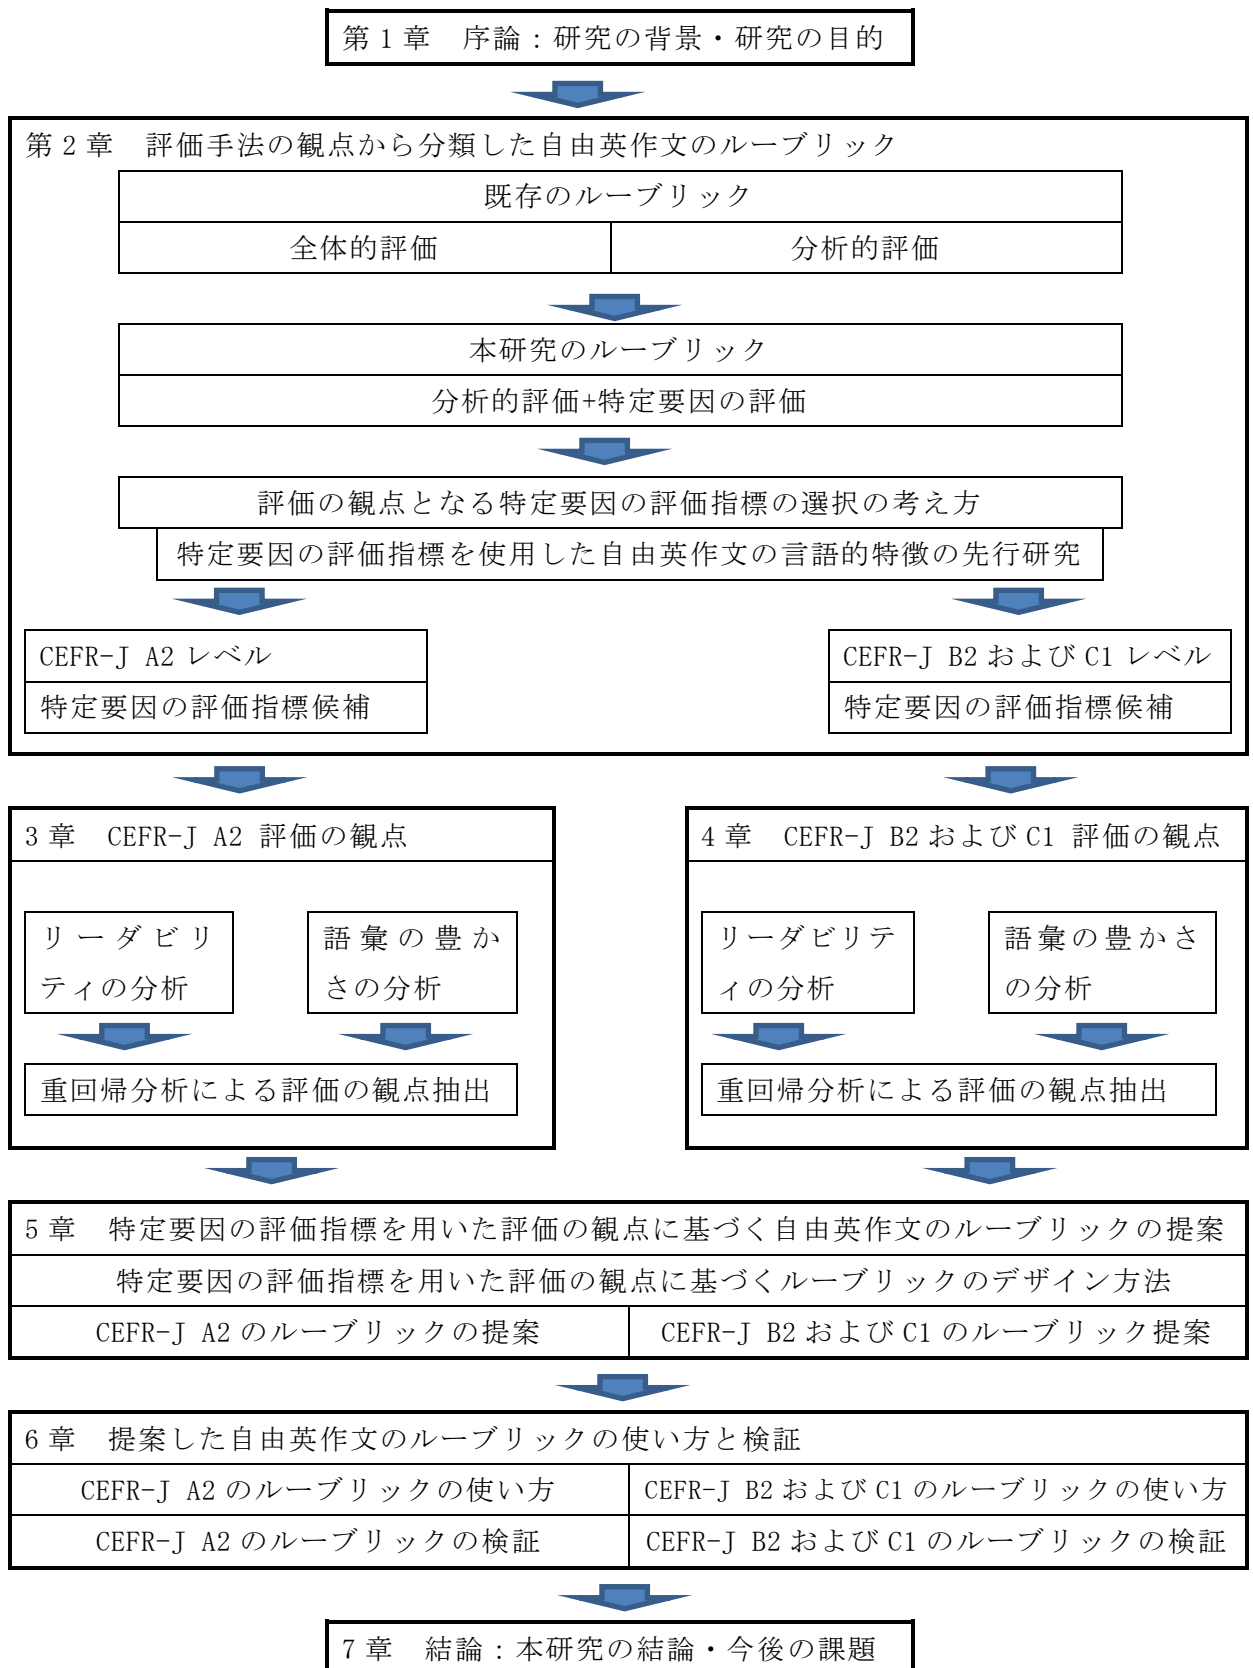 第1章　序論：研究の背景・研究の目的
第2章　評価手法の観点から分類した自由英作文のルーブリック
既存のルーブリック
全体的評価
分析的評価
本研究のルーブリック
分析的評価+特定要因の評価
評価の観点となる特定要因の評価指標の選択の考え方
特定要因の評価指標を使用した自由英作文の言語的特徴の先行研究
CEFR-J A2 レベル
特定要因の評価指標候補
CEFR-J B2 および C1 レベル
特定要因の評価指標候補
3章　CEFR-J A2 評価の観点
リーダビリ
ティの分析
語彙の豊か
さの分析
重回帰分析による評価の観点抽出
4章　CEFR-J B2 および C1 評価の観点
リーダビリテ
ィの分析
語彙の豊かさ
の分析
重回帰分析による評価の観点抽出
5章　特定要因の評価指標を用いた評価の観点に基づく自由英作文のルーブリックの提案
特定要因の評価指標を用いた評価の観点に基づくルーブリックのデザイン方法
CEFR-J A2 のルーブリックの提案
CEFR-J B2 および C1 のルーブリック提案
6章　提案した自由英作文のルーブリックの使い方と検証
CEFR-J A2 のルーブリックの使い方
CEFR-J B2 および C1 のルーブリックの使い方
CEFR-J A2 のルーブリックの検証
CEFR-J B2 および C1 のルーブリックの検証
7章　結論：本研究の結論・今後の課題